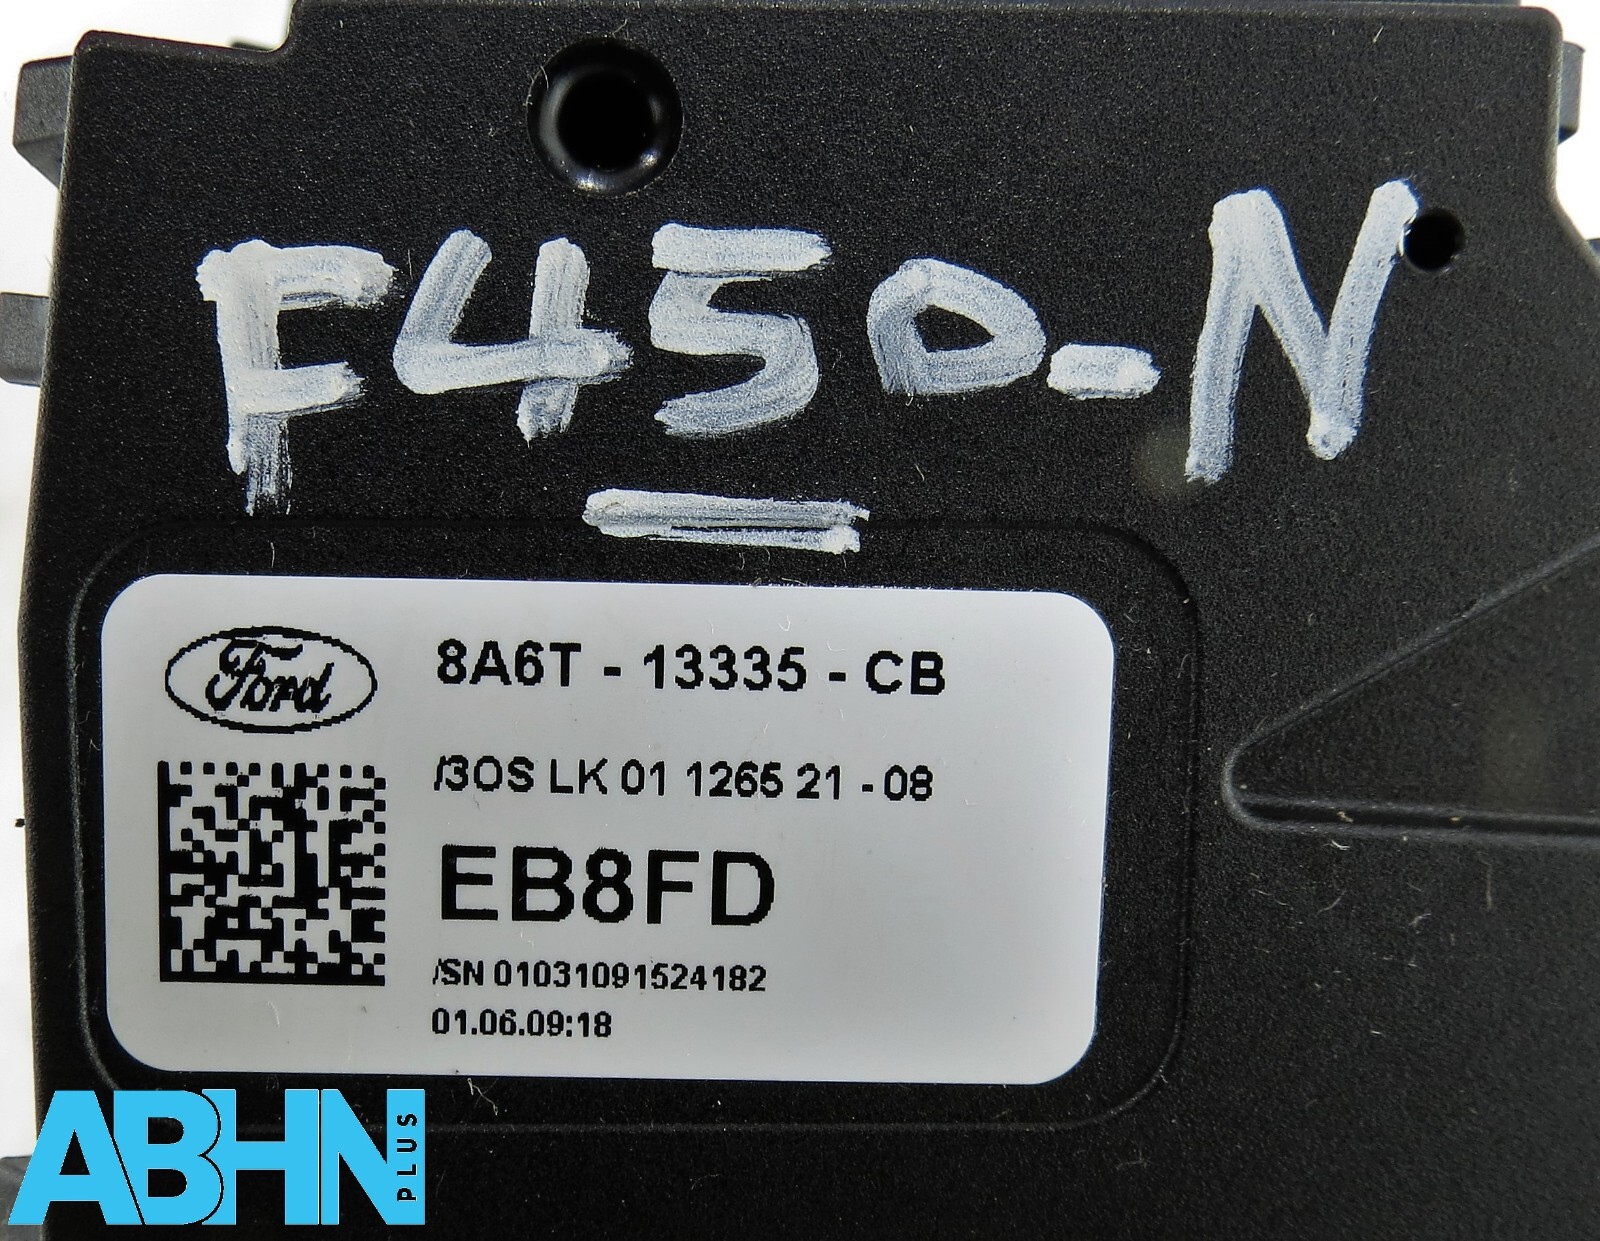 F450-N
Ford
8A6T - 13335 - CB
/3OS LK 01 1265 21 - 08
EB8FD
/SN 01031091524182
01.06.09:18
ABHN PLUS